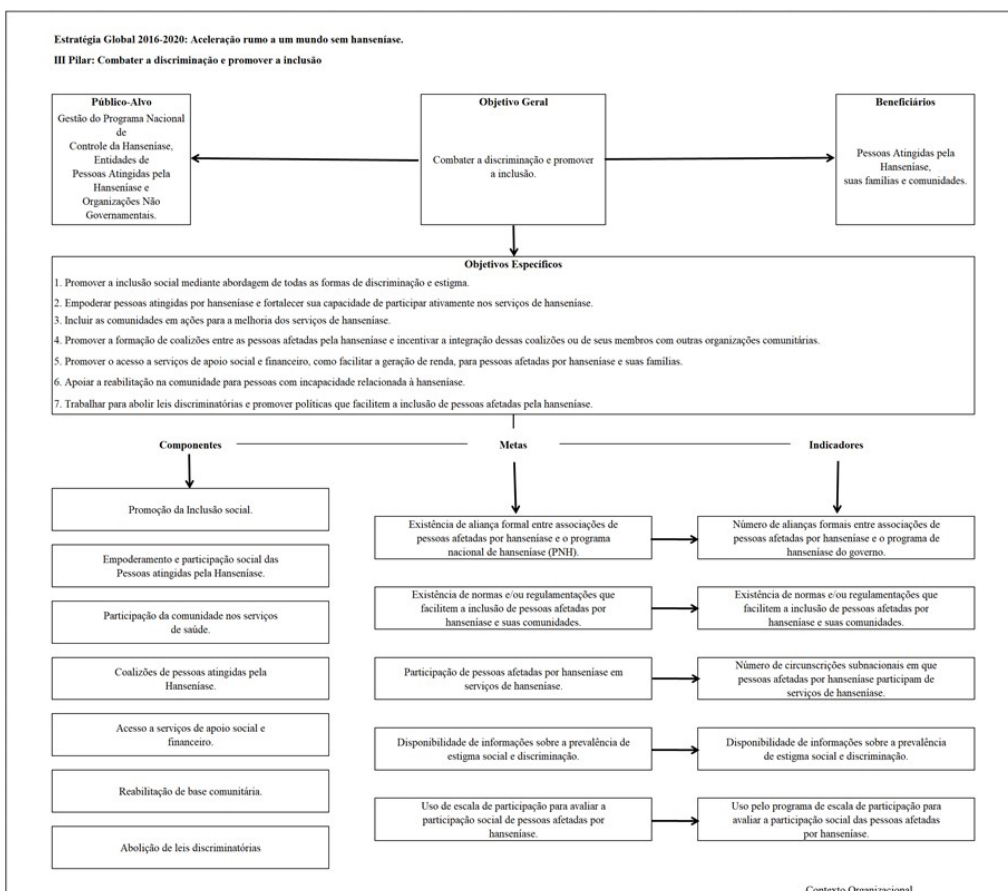 Estratégia Global 2016-2020: Aceleração rumo a um mundo sem hanseníase.
III Pilar: Combater a discriminação e promover a inclusão
Público-Alvo
Gestão do Programa Nacional
de
Controle da Hanseníase,
Entidades de
Pessoas Atingidas pela
Hanseníase e
Organizações Não
Governamentais.
Objetivo Geral
Combater a discriminação e promover
a inclusão.
Beneficiários
Pessoas Atingidas pela
Hanseníase,
suas famílias e comunidades.
Objetivos Específicos
1. Promover a inclusão social mediante abordagem de todas as formas de discriminação e estigma.
2. Empoderar pessoas atingidas por hanseníase e fortalecer sua capacidade de participar ativamente nos serviços de hanseníase.
3. Incluir as comunidades em ações para a melhoria dos serviços de hanseníase.
4. Promover a formação de coalizões entre as pessoas afetadas pela hanseníase e incentivar a integração dessas coalizões ou de seus membros com outras organizações comunitárias.
5. Promover o acesso a serviços de apoio social e financeiro, como facilitar a geração de renda, para pessoas afetadas por hanseníase e suas famílias.
6. Apoiar a reabilitação na comunidade para pessoas com incapacidade relacionada à hanseníase.
7. Trabalhar para abolir leis discriminatórias e promover políticas que facilitem a inclusão de pessoas afetadas pela hanseníase.
Componentes
Promoção da Inclusão social.
Empoderamento e participação social das
Pessoas atingidas pela Hanseníase.
Participação da comunidade nos serviços
de saúde.
Coalizões de pessoas atingidas pela
Hanseníase.
Acesso a serviços de apoio social e
financeiro.
Reabilitação de base comunitária.
Abolição de leis discriminatórias
Metas
Existência de aliança formal entre associações de
pessoas afetadas por hanseníase e o programa
nacional de hanseníase (PNH).
Existência de normas e/ou regulamentações que
facilitem a inclusão de pessoas afetadas por
hanseníase e suas comunidades.
Participação de pessoas afetadas por hanseníase em
serviços de hanseníase.
Disponibilidade de informações sobre a prevalência de
estigma social e discriminação.
Uso de escala de participação para avaliar a
participação social de pessoas afetadas por
hanseníase.
Indicadores
Número de alianças formais entre associações de
pessoas afetadas por hanseníase e o programa de
hanseníase do governo.
Existência de normas e/ou regulamentações que
facilitem a inclusão de pessoas afetadas por
hanseníase e suas comunidades.
Número de circunscrições subnacionais em que
pessoas afetadas por hanseníase participam de
serviços de hanseníase.
Disponibilidade de informações sobre a prevalência
de estigma social e discriminação.
Uso pelo programa de escala de participação para
avaliar a participação social das pessoas afetadas
por hanseníase.
Contexto Organizacional